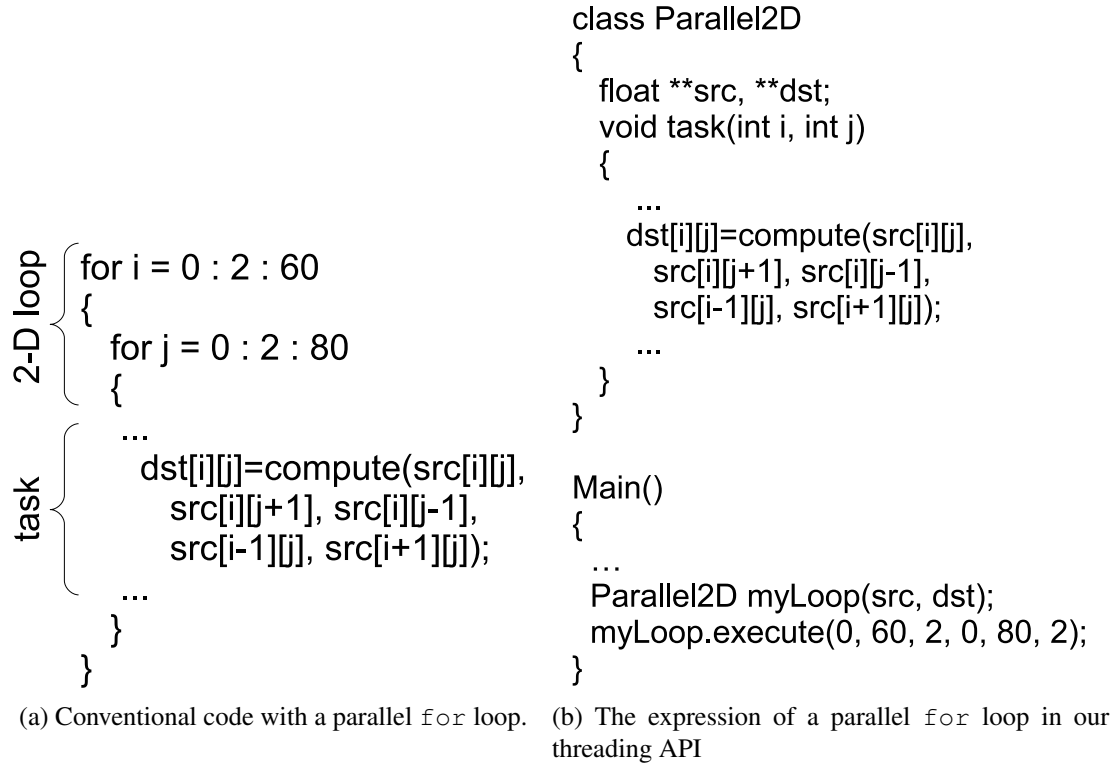 2-D loop
for i = 0 : 2 : 60
{
for j = 0 : 2 : 80
{
task
...
dst[i][j]=compute(src[i][j],
src[i][j+1], src[i][j-1],
src[i-1][j], src[i+1][j]);
...
}
}
(a) Conventional code with a parallel for loop.
class Parallel2D
{
float **src, **dst;
void task(int i, int j)
{
...
dst[i][j]=compute(src[i][j],
src[i][j+1], src[i][j-1],
src[i-1][j], src[i+1][j]);
...
}
}
Main()
{
...
Parallel2D myLoop(src, dst);
myLoop.execute(0, 60, 2, 0, 80, 2);
}
(b) The expression of a parallel for loop in our
threading API